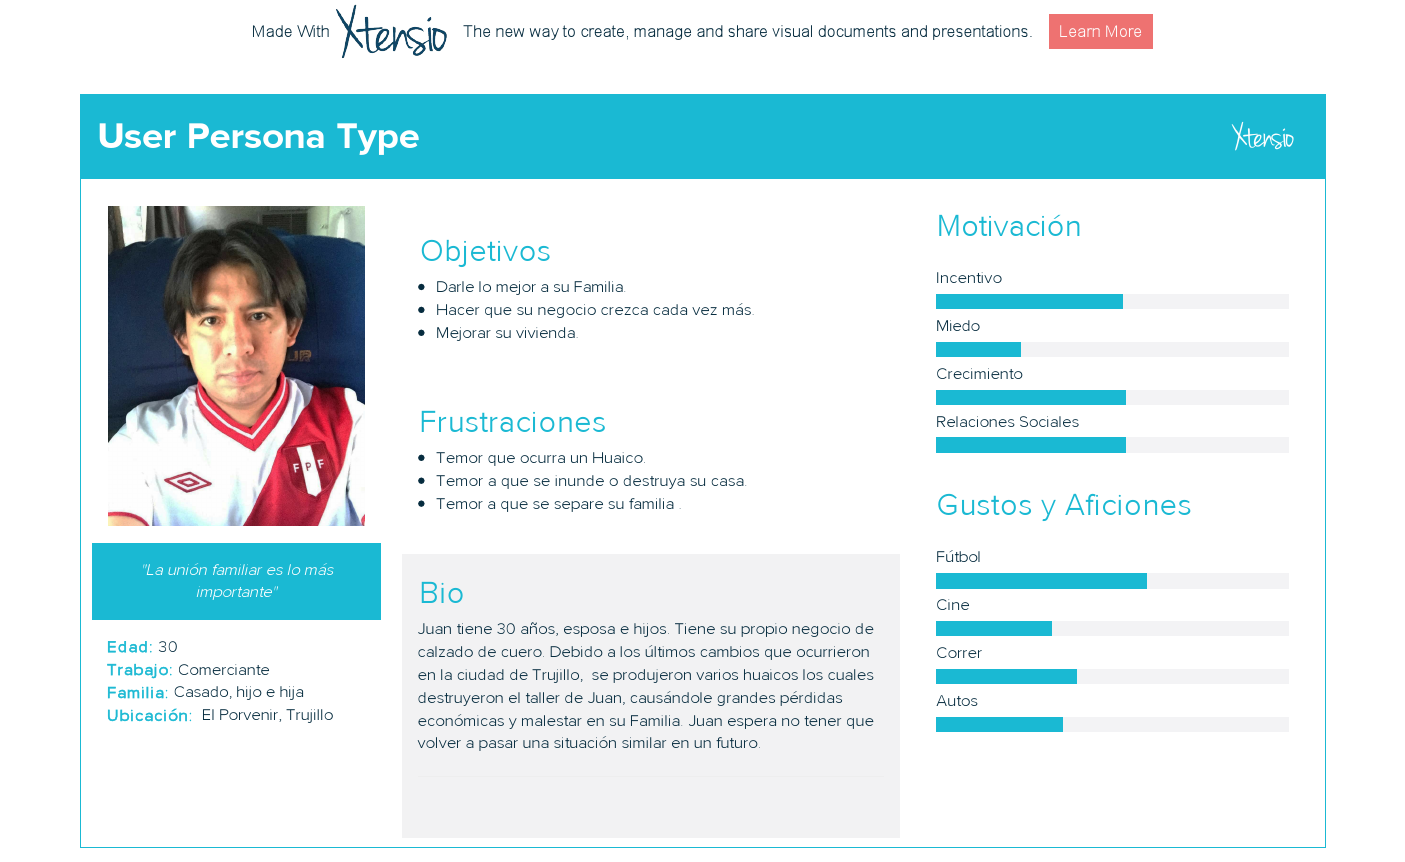 Made With Xtensio The new way to create, manage and share visual documents and presentations. Learn More
User Persona Type
Xtensio
FPF
"La unión familiar es lo más
importante"
Edad: 30
Trabajo: Comerciante
Familia: Casado, hijo e hija
Ubicación: El Porvenir, Trujillo
Objetivos
• Darle lo mejor a su Familia.
• Hacer que su negocio crezca cada vez más.
• Mejorar su vivienda.
Frustraciones
• Temor que ocurra un Huaico.
• Temor a que se inunde o destruya su casa.
• Temor a que se separe su familia .
Bio
Juan tiene 30 años, esposa e hijos. Tiene su propio negocio de
calzado de cuero. Debido a los últimos cambios que ocurrieron
en la ciudad de Trujillo, se produjeron varios huaicos los cuales
destruyeron el taller de Juan, causándole grandes pérdidas
económicas y malestar en su Familia. Juan espera no tener que
volver a pasar una situación similar en un futuro.
Motivación
Incentivo
Miedo
Crecimiento
Relaciones Sociales
Gustos y Aficiones
Fútbol
Cine
Correr
Autos